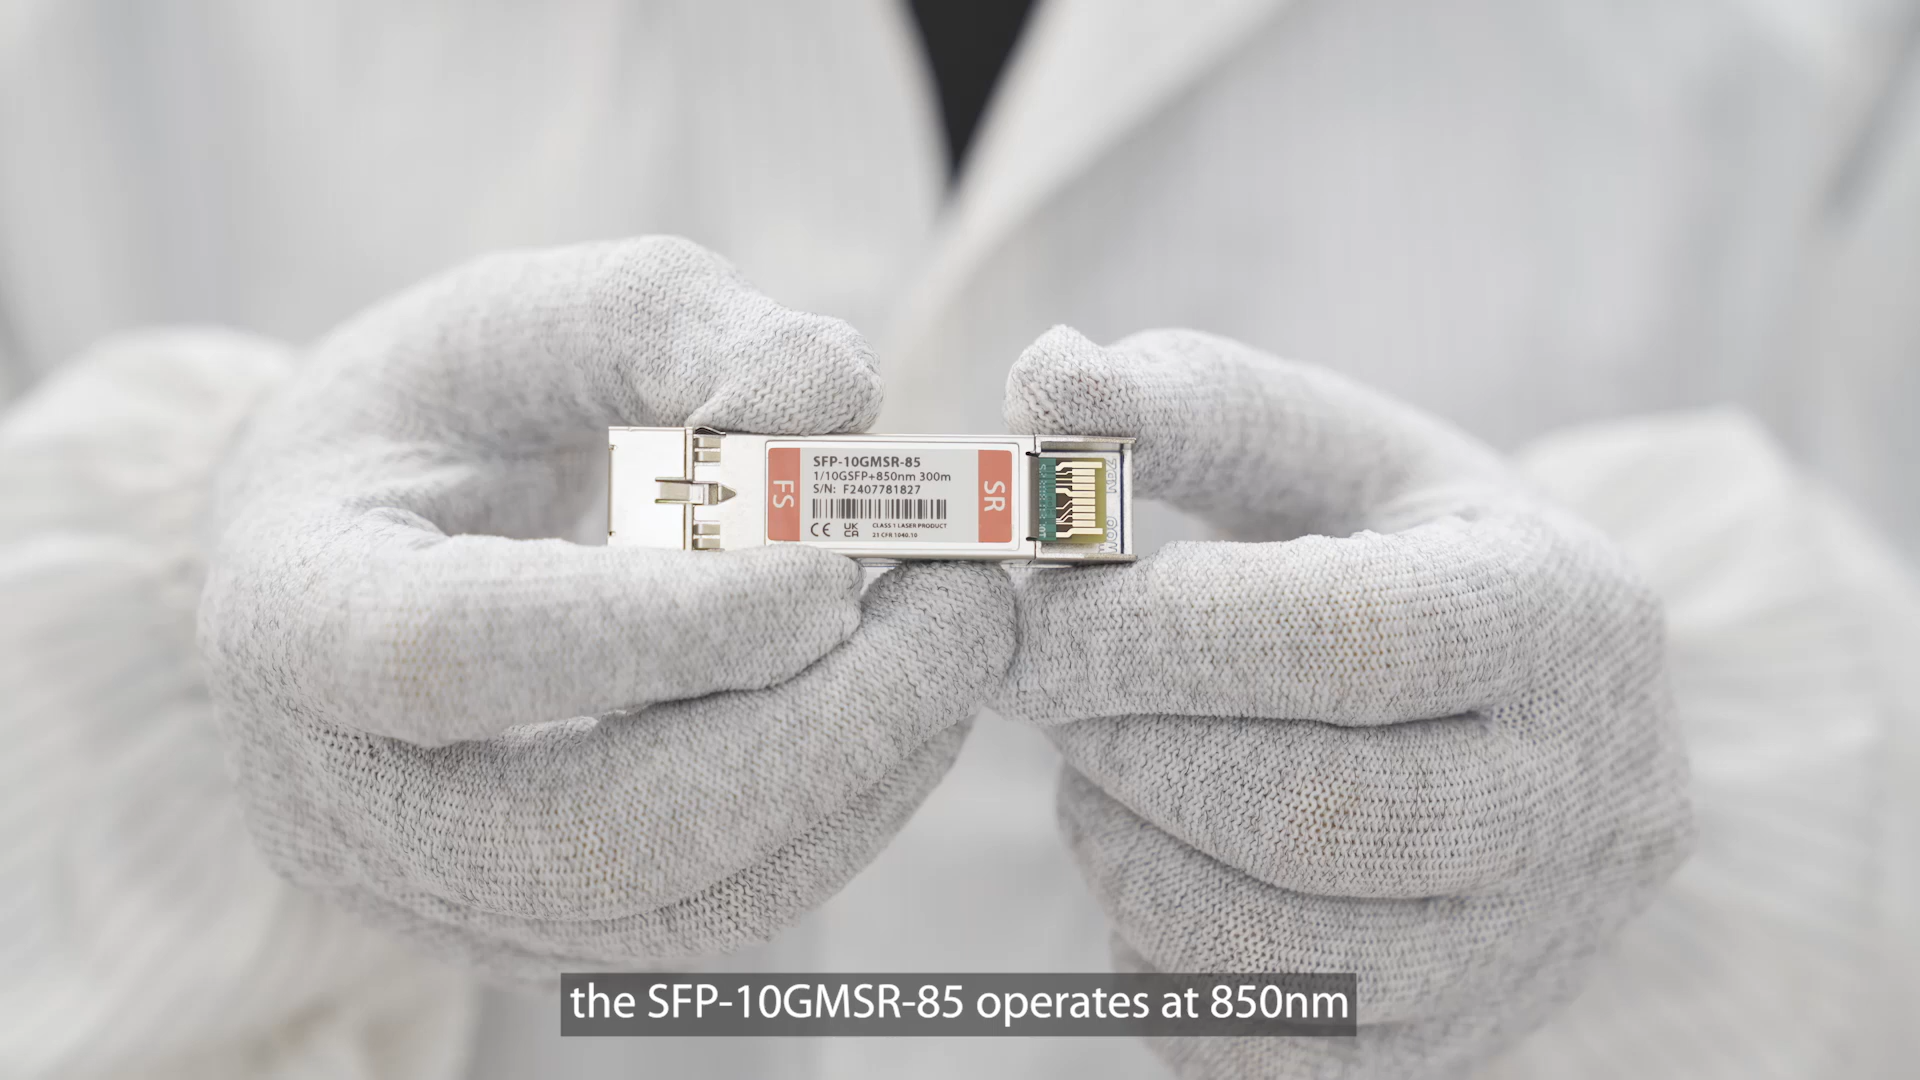 SFP-10GMSR-85
1/10GSFP+850nm 300m
S/N: F2407781827
FS
SR
CE UK CA CLASS 1 LASER PRODUCT
21 CFR 1040.10
the SFP-10GMSR-85 operates at 850nm